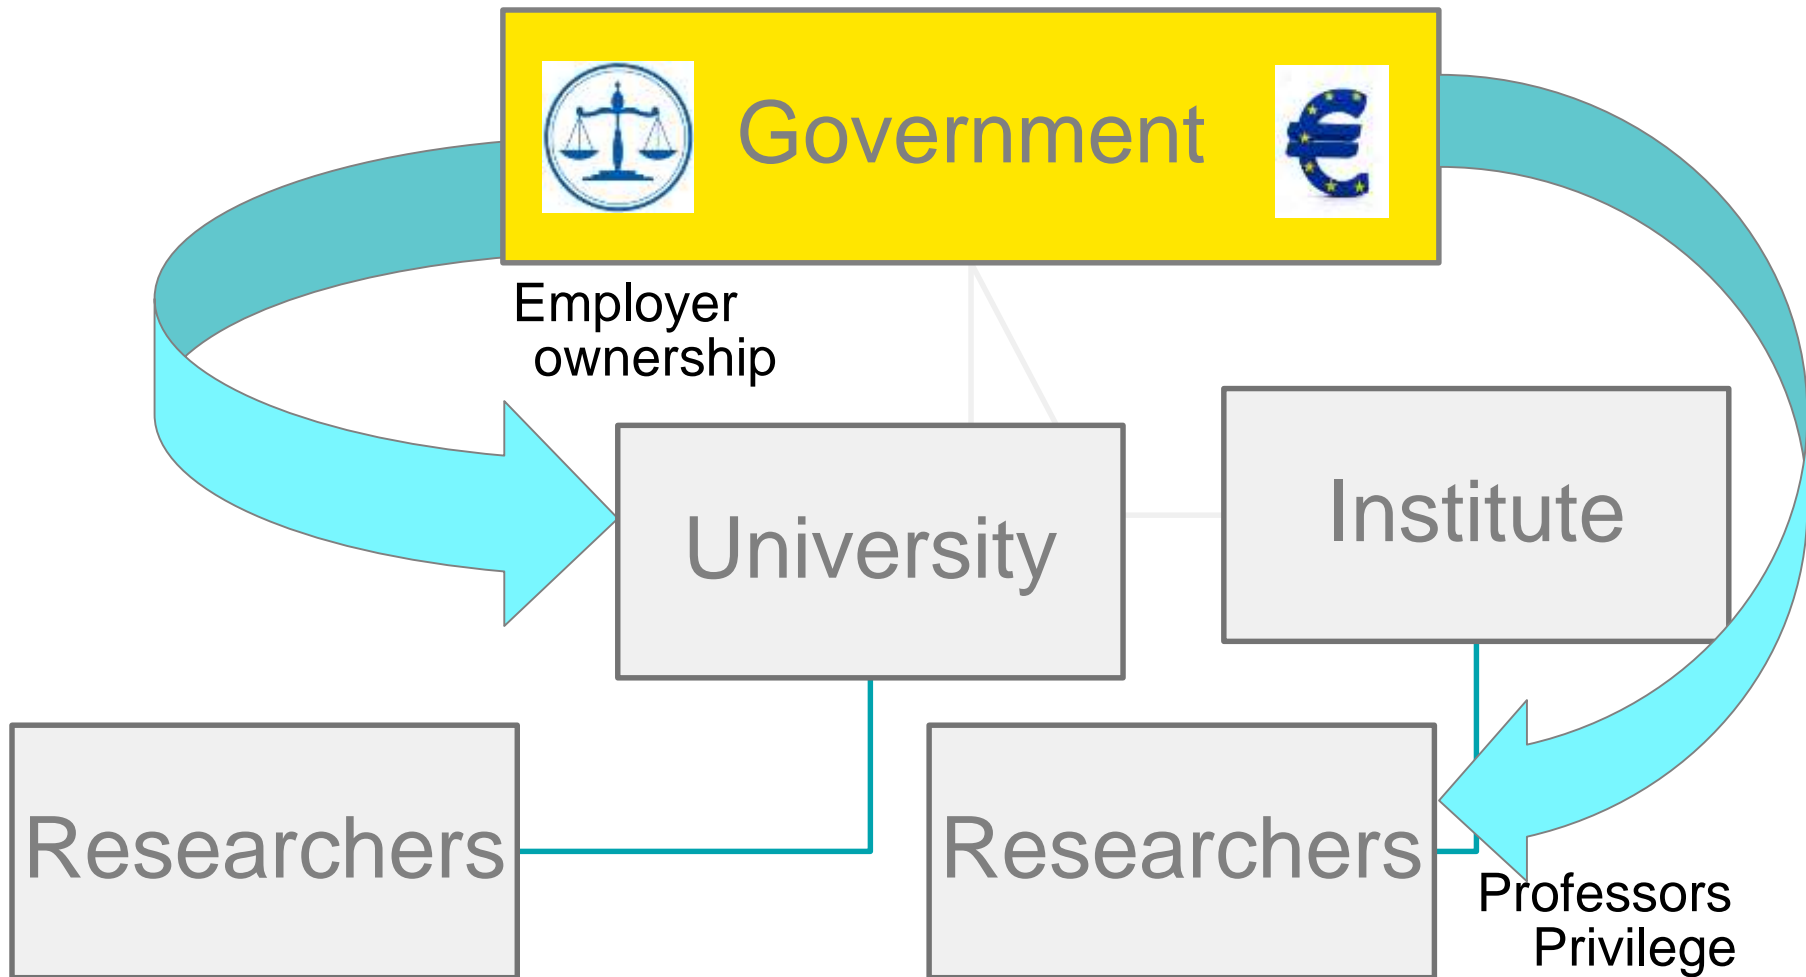 Government
Employer
ownership
Institute
University
Researchers
Researchers
Professors
Privilege